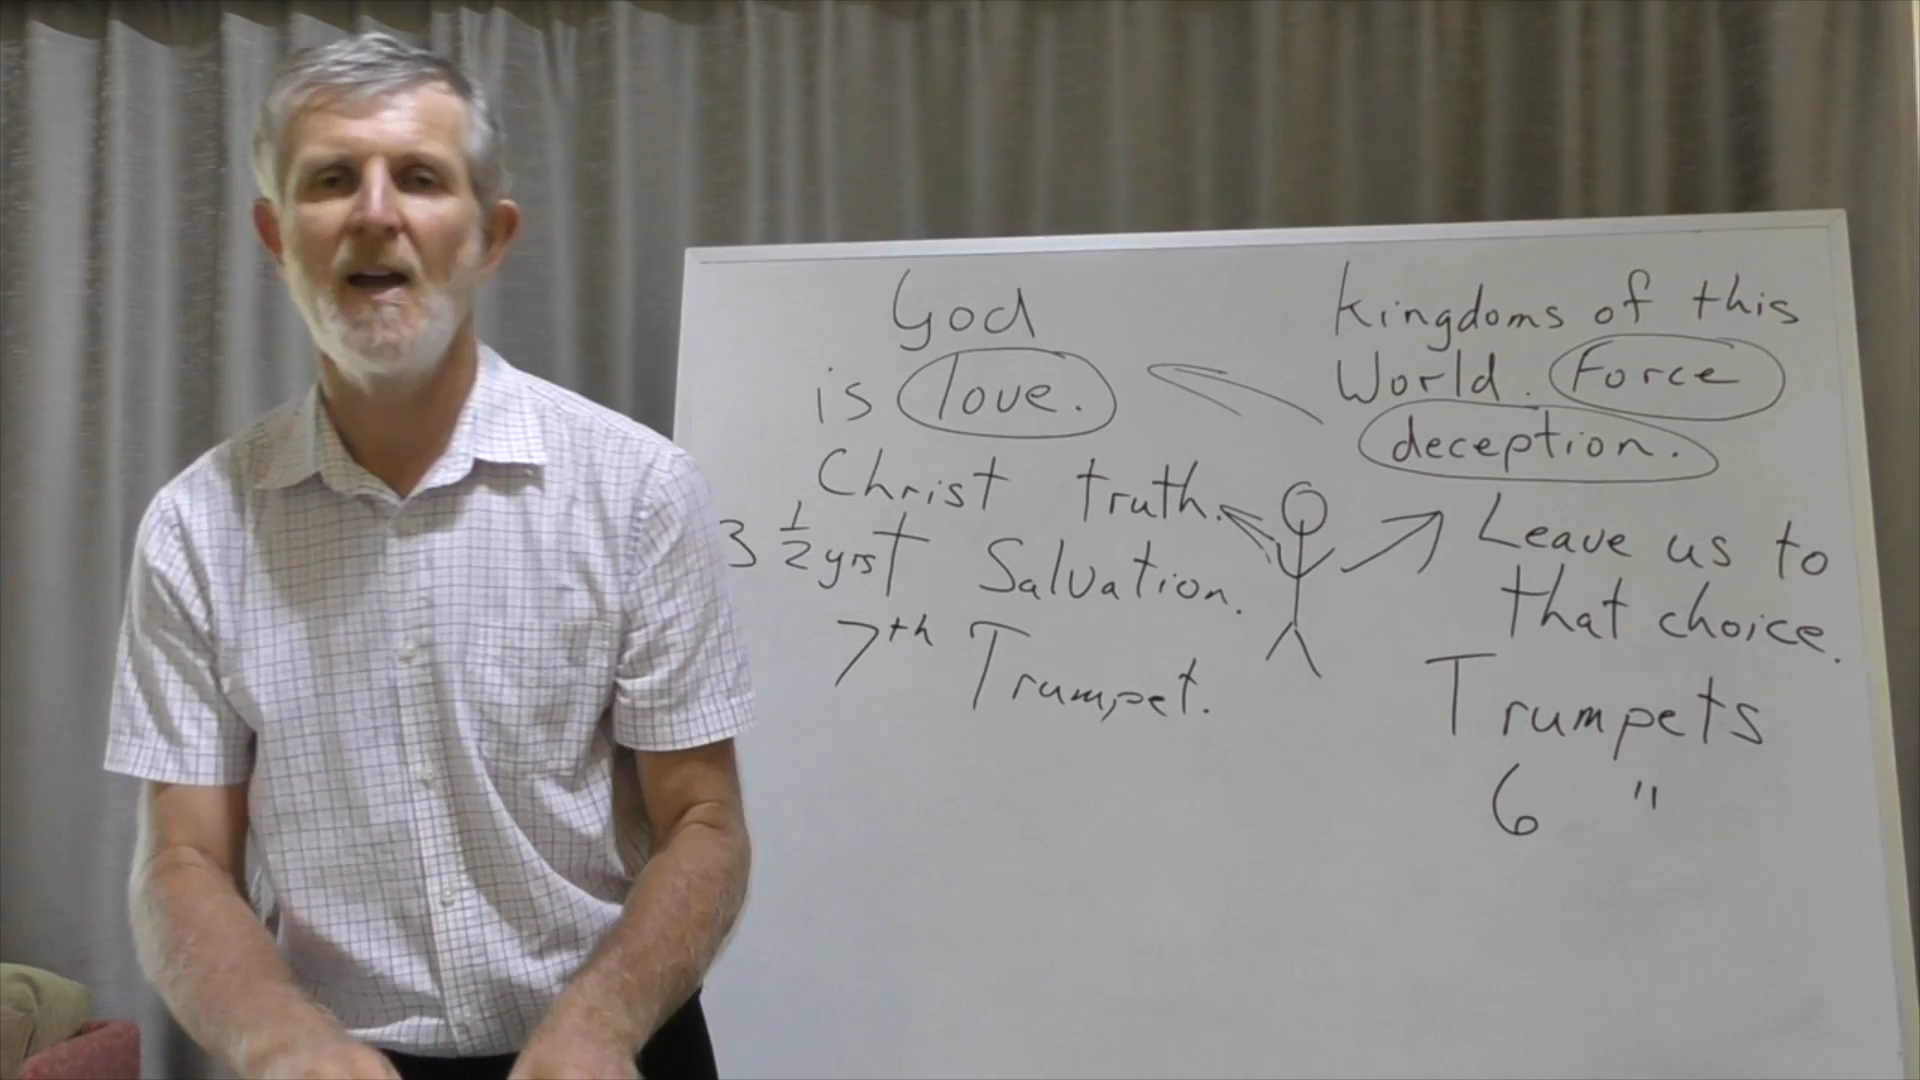 God
is love.
Christ truth.
3 1/2 yrs Salvation.
7th Trumpet.
Kingdoms of this
World. Force
deception.
Leave us to
that choice.
Trumpets
6 "